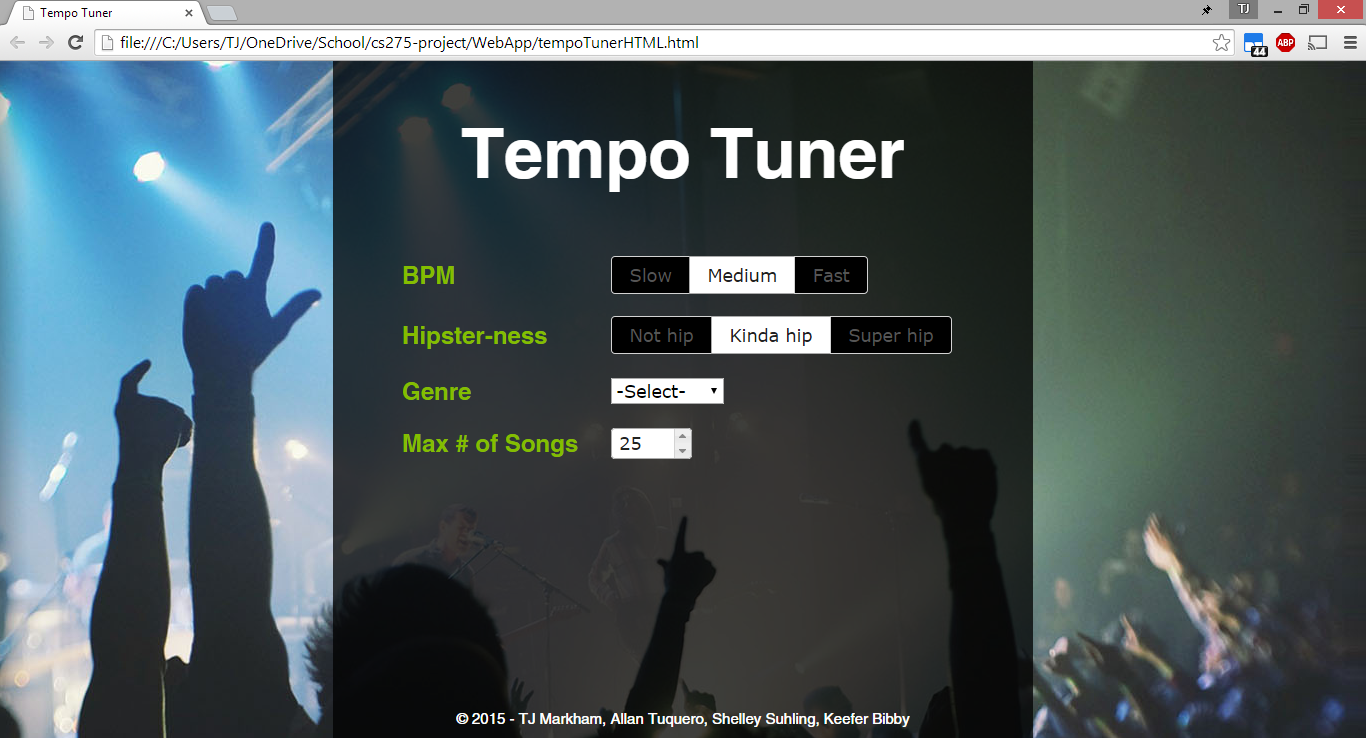 Tempo Tuner
TJ
file:///C:/Users/TJ/OneDrive/School/cs275-project/WebApp/tempoTunerHTML.html
44
ABP
Tempo Tuner
BPM Slow Medium Fast
Hipster-ness Not hip Kinda hip Super hip
Genre -Select-
Max # of Songs 25
© 2015 - TJ Markham, Allan Tuquero, Shelley Suhling, Keefer Bibby